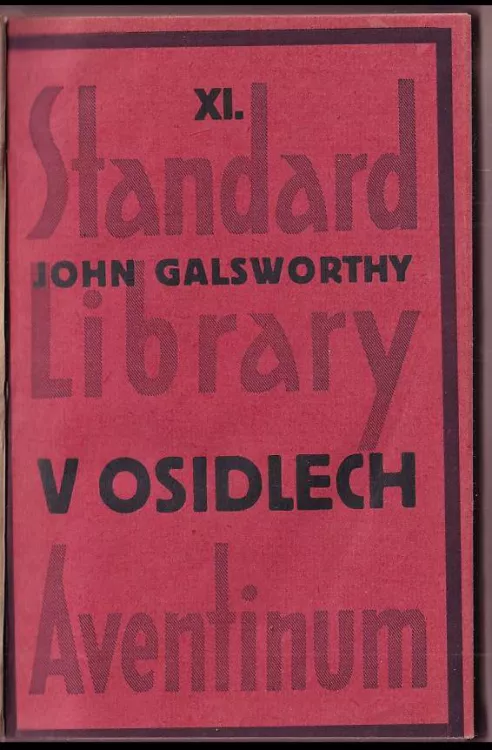 XI.
Standard
JOHN GALSWORTHY
Library
V OSIDLECH
Aventinum